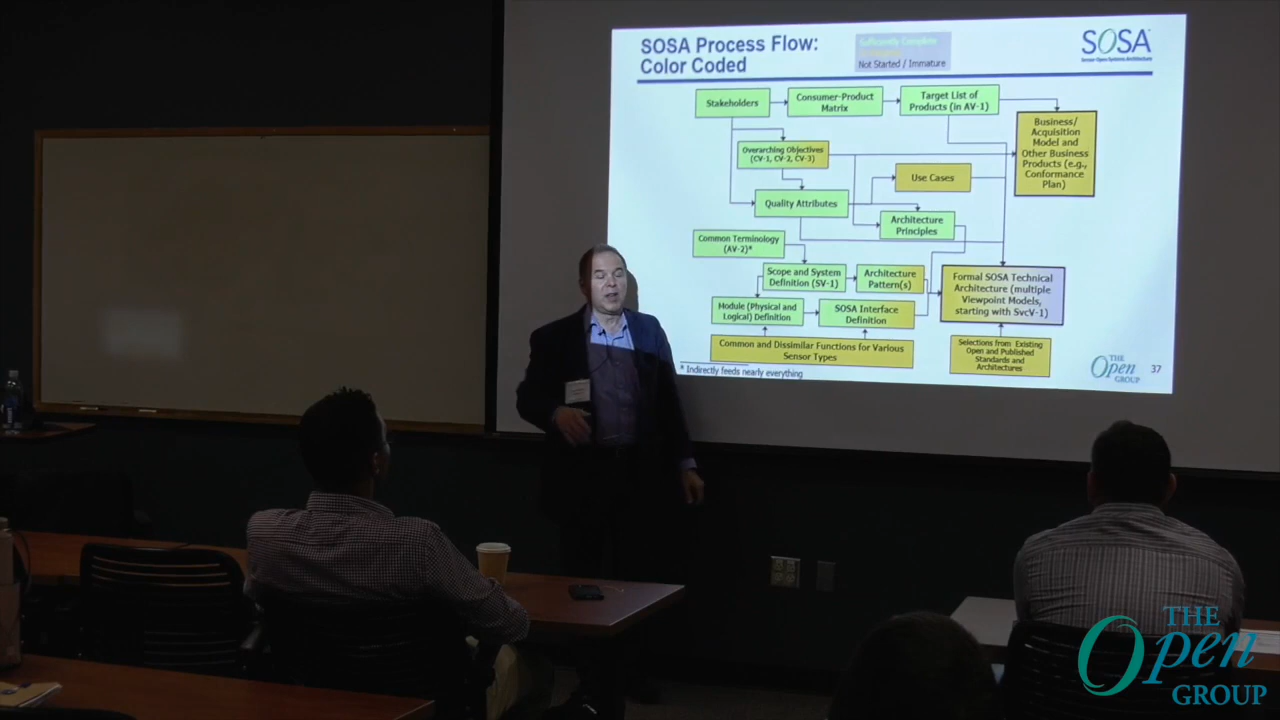 SOSA Process Flow:
Color Coded
Sufficiently Complete
Not Started / Immature
SOSA
Sensor Open Systems Architecture
Stakeholders
Consumer-Product
Matrix
Target List of
Products (in AV-1)
Business/
Acquisition
Model and
Other Business
Products (e.g.,
Conformance
Plan)
Overarching Objectives
(CV-1, CV-2, CV-3)
Use Cases
Quality Attributes
Architecture
Principles
Common Terminology
(AV-2)*
Scope and System
Definition (SV-1)
Architecture
Pattern(s)
Formal SOSA Technical
Architecture (multiple
Viewpoint Models,
starting with SvcV-1)
Module (Physical and
Logical) Definition
SOSA Interface
Definition
Common and Dissimilar Functions for Various
Sensor Types
Selections from Existing
Open and Published
Standards and
Architectures
* Indirectly feeds nearly everything
THE
Open
GROUP
37
THE
Open
GROUP